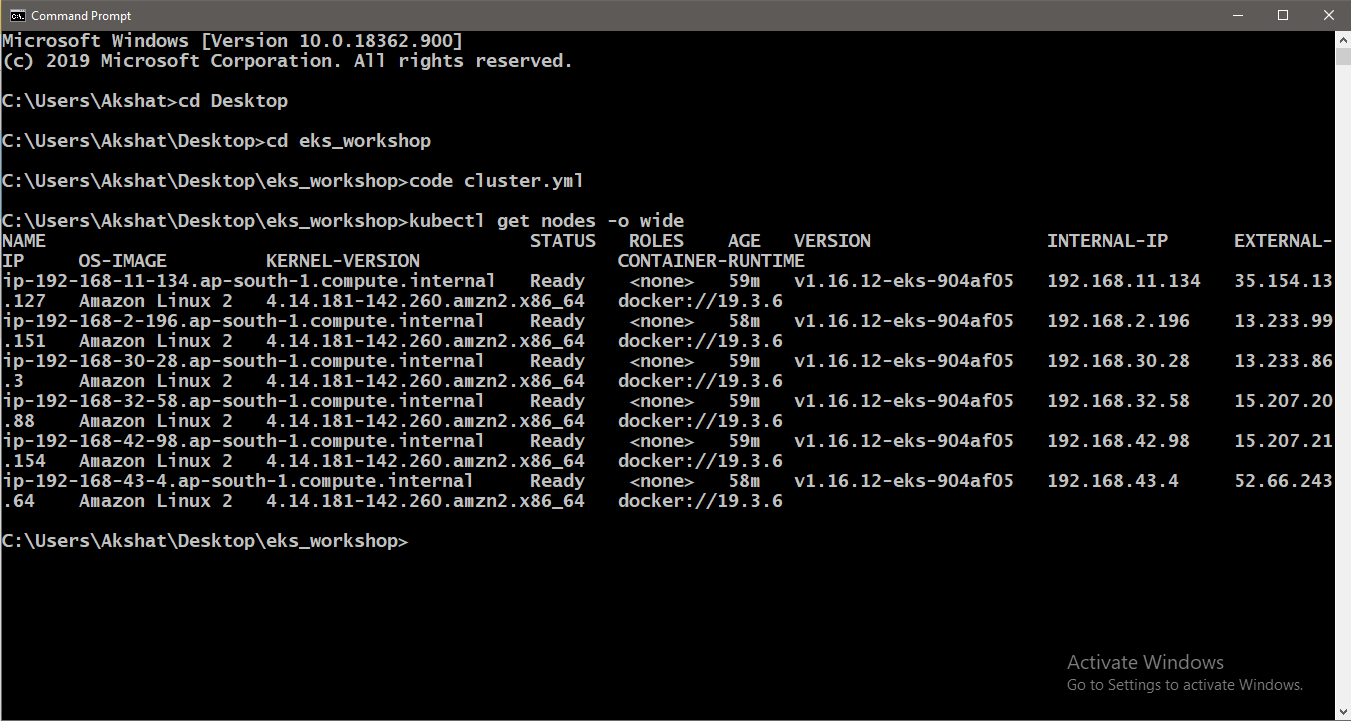 Command Prompt
Microsoft Windows [Version 10.0.18362.900]
(c) 2019 Microsoft Corporation. All rights reserved.
C:\Users\Akshat>cd Desktop
C:\Users\Akshat\Desktop>cd eks_workshop
C:\Users\Akshat\Desktop\eks_workshop>code cluster.yml
C:\Users\Akshat\Desktop\eks_workshop>kubectl get nodes -o wide
NAME                                            STATUS   ROLES    AGE   VERSION                INTERNAL-IP      EXTERNAL-
IP     OS-IMAGE         KERNEL-VERSION                  CONTAINER-RUNTIME
ip-192-168-11-134.ap-south-1.compute.internal   Ready    <none>   59m   v1.16.12-eks-904af05   192.168.11.134   35.154.13
.127   Amazon Linux 2   4.14.181-142.260.amzn2.x86_64   docker://19.3.6
ip-192-168-2-196.ap-south-1.compute.internal    Ready    <none>   58m   v1.16.12-eks-904af05   192.168.2.196    13.233.99
.151   Amazon Linux 2   4.14.181-142.260.amzn2.x86_64   docker://19.3.6
ip-192-168-30-28.ap-south-1.compute.internal    Ready    <none>   59m   v1.16.12-eks-904af05   192.168.30.28    13.233.86
.3     Amazon Linux 2   4.14.181-142.260.amzn2.x86_64   docker://19.3.6
ip-192-168-32-58.ap-south-1.compute.internal    Ready    <none>   59m   v1.16.12-eks-904af05   192.168.32.58    15.207.20
.88    Amazon Linux 2   4.14.181-142.260.amzn2.x86_64   docker://19.3.6
ip-192-168-42-98.ap-south-1.compute.internal    Ready    <none>   59m   v1.16.12-eks-904af05   192.168.42.98    15.207.21
.154   Amazon Linux 2   4.14.181-142.260.amzn2.x86_64   docker://19.3.6
ip-192-168-43-4.ap-south-1.compute.internal     Ready    <none>   58m   v1.16.12-eks-904af05   192.168.43.4     52.66.243
.64    Amazon Linux 2   4.14.181-142.260.amzn2.x86_64   docker://19.3.6
C:\Users\Akshat\Desktop\eks_workshop>
Activate Windows
Go to Settings to activate Windows.